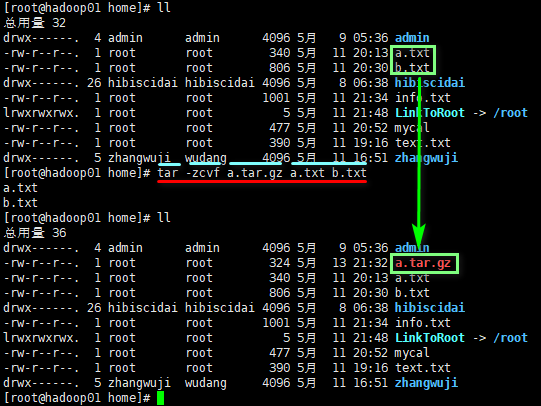 [root@hadoop01 home]# ll
总用量 32
drwx------. 4 admin admin 4096 5月 9 05:36 admin
-rw-r--r--. 1 root root 340 5月 11 20:13 a.txt
-rw-r--r--. 1 root root 806 5月 11 20:30 b.txt
drwx------. 26 hibiscidai hibiscidai 4096 5月 8 06:38 hibiscidai
-rw-r--r--. 1 root root 1001 5月 11 21:34 info.txt
lrwxrwxrwx. 1 root root 5 5月 11 21:48 LinkToRoot -> /root
-rw-r--r--. 1 root root 477 5月 11 20:52 mycal
-rw-r--r--. 1 root root 390 5月 11 19:16 text.txt
drwx------. 5 zhangwuji wudang 4096 5月 11 16:51 zhangwuji
[root@hadoop01 home]# tar -zcvf a.tar.gz a.txt b.txt
a.txt
b.txt
[root@hadoop01 home]# ll
总用量 36
drwx------. 4 admin admin 4096 5月 9 05:36 admin
-rw-r--r--. 1 root root 324 5月 13 21:32 a.tar.gz
-rw-r--r--. 1 root root 340 5月 11 20:13 a.txt
-rw-r--r--. 1 root root 806 5月 11 20:30 b.txt
drwx------. 26 hibiscidai hibiscidai 4096 5月 8 06:38 hibiscidai
-rw-r--r--. 1 root root 1001 5月 11 21:34 info.txt
lrwxrwxrwx. 1 root root 5 5月 11 21:48 LinkToRoot -> /root
-rw-r--r--. 1 root root 477 5月 11 20:52 mycal
-rw-r--r--. 1 root root 390 5月 11 19:16 text.txt
drwx------. 5 zhangwuji wudang 4096 5月 11 16:51 zhangwuji
[root@hadoop01 home]#